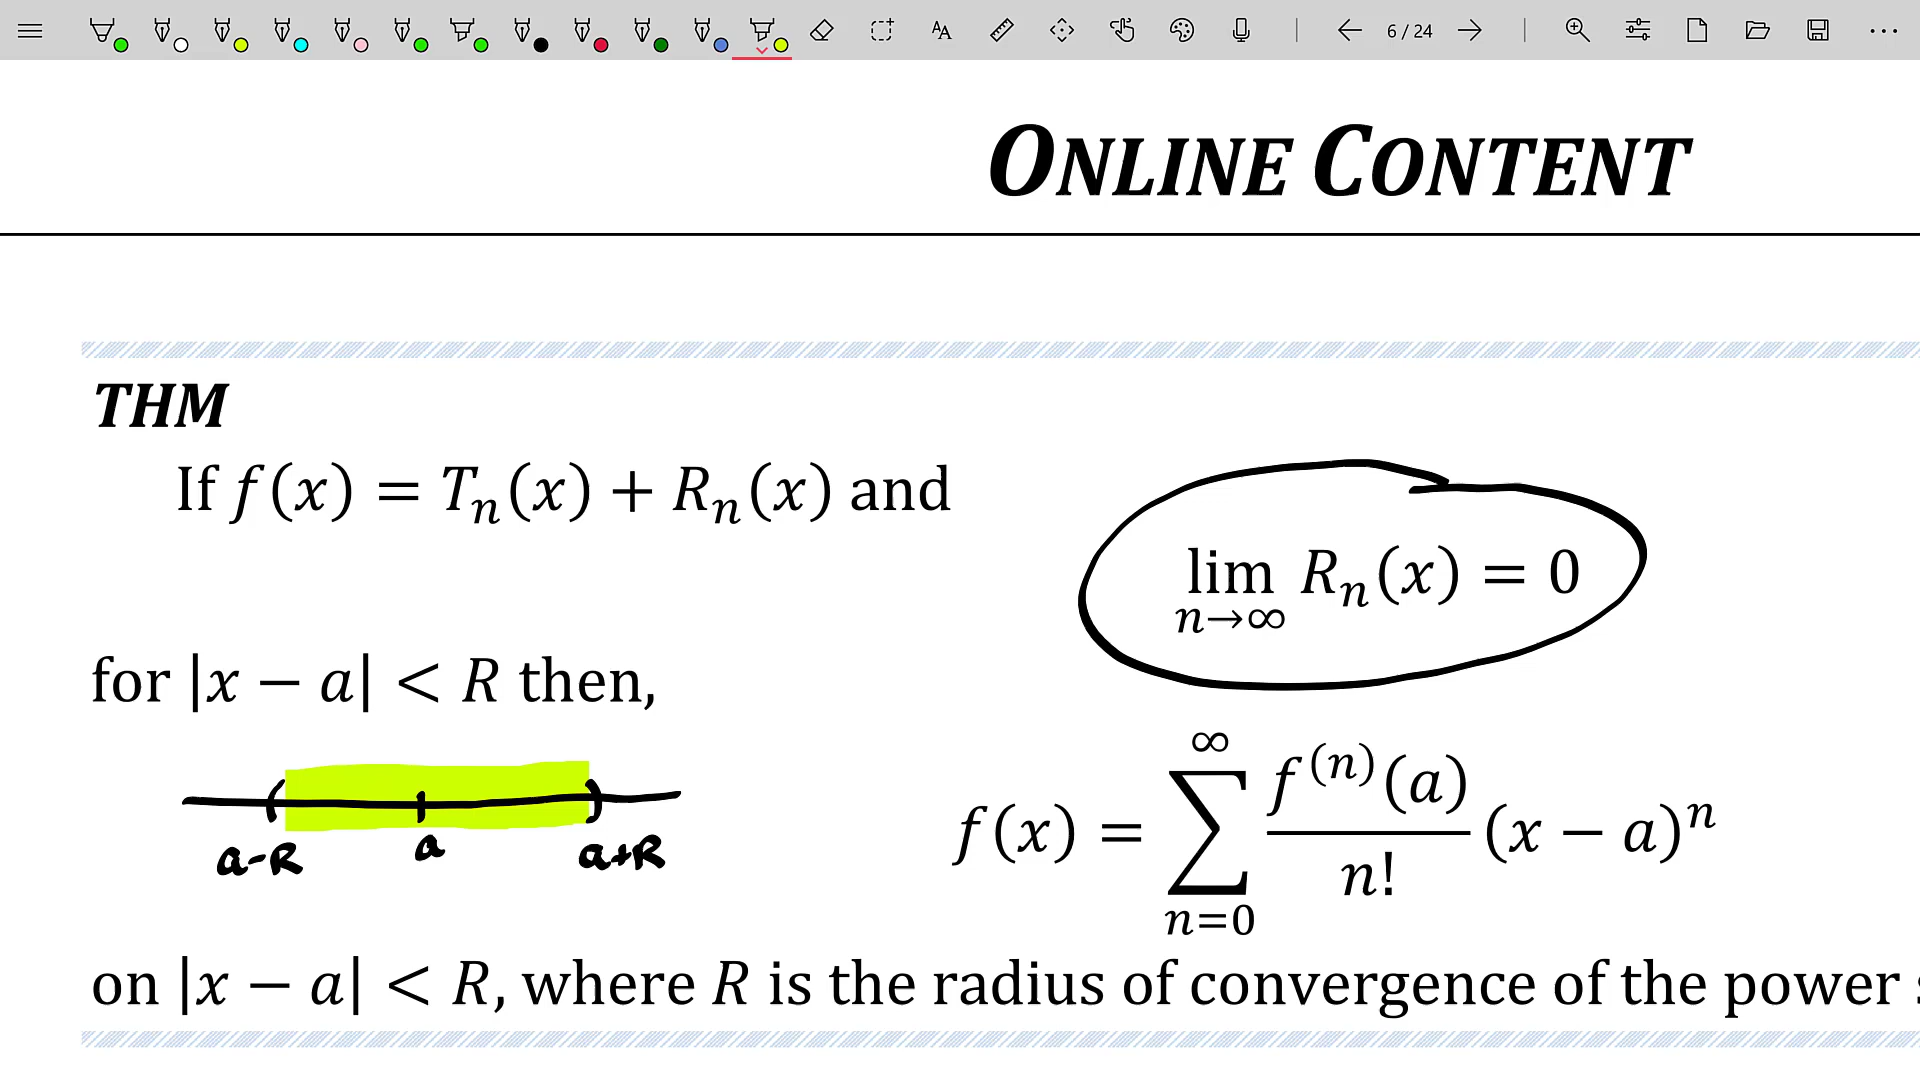 6 / 24
ONLINE CONTENT
THM
If f(x) = Tₙ(x) + Rₙ(x) and
lim Rₙ(x) = 0
n→∞
for |x − a| < R then,
a-R a a+R
f(x) = ∑ₙ₌₀^∞ f⁽ⁿ⁾(a)/n! (x − a)ⁿ
on |x − a| < R, where R is the radius of convergence of the power